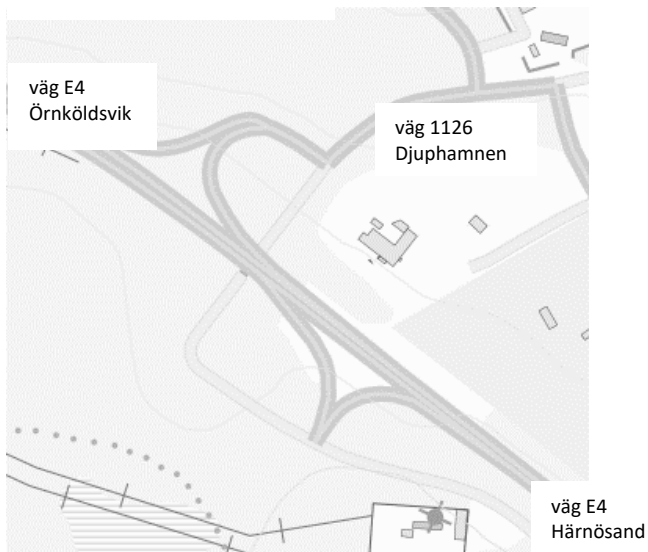 väg E4
Örnköldsvik
väg 1126
Djuphamnen
väg E4
Härnösand